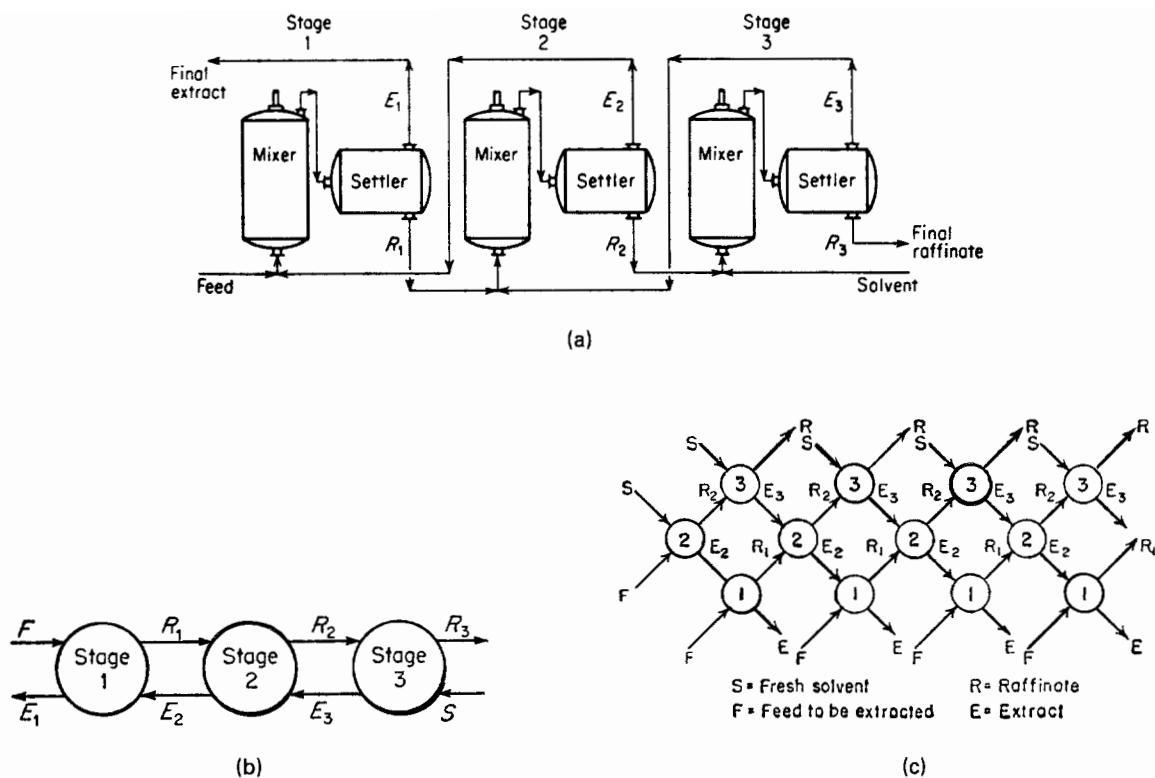 Stage 1
Stage 2
Stage 3
Final extract
E1
E2
E3
Mixer
Settler
Mixer
Settler
Mixer
Settler
R1
R2
R3
Final raffinate
Feed
Solvent
(a)
F
R1
R2
R3
Stage 1
Stage 2
Stage 3
E1
E2
E3
S
(b)
R R R R
S S S S
3 3 3 3
R2 E3 R2 E3 R2 E3 R2 E3
S
2 2 2 2
E2 R1 E2 R1 E2 R1 E2
F
1 1 1 1
F E F E F E F E
S = Fresh solvent R = Raffinate
F = Feed to be extracted E = Extract
(c)